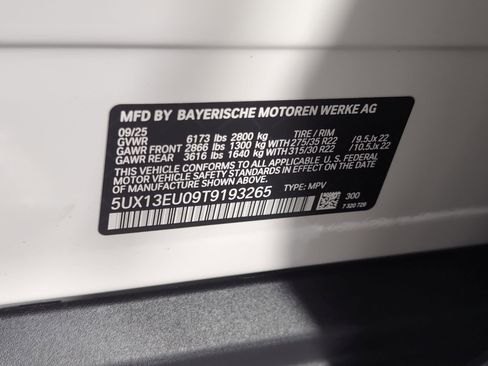 MFD BY BAYERISCHE MOTOREN WERKE AG
09/25 TIRE / RIM
GVWR 6173 lbs 2800 kg
GAWR FRONT 2866 lbs 1300 kg WITH 275/35 R22 / 9.5Jx22
GAWR REAR 3616 lbs 1640 kg WITH 315/30 R22 / 10.5Jx22
THIS VEHICLE CONFORMS TO ALL APPLICABLE U.S. FEDERAL
MOTOR VEHICLE SAFETY STANDARDS IN EFFECT ON THE DATE
OF MANUFACTURE SHOWN ABOVE.
5UX13EU09T9193265 TYPE: MPV
300
7 320 729